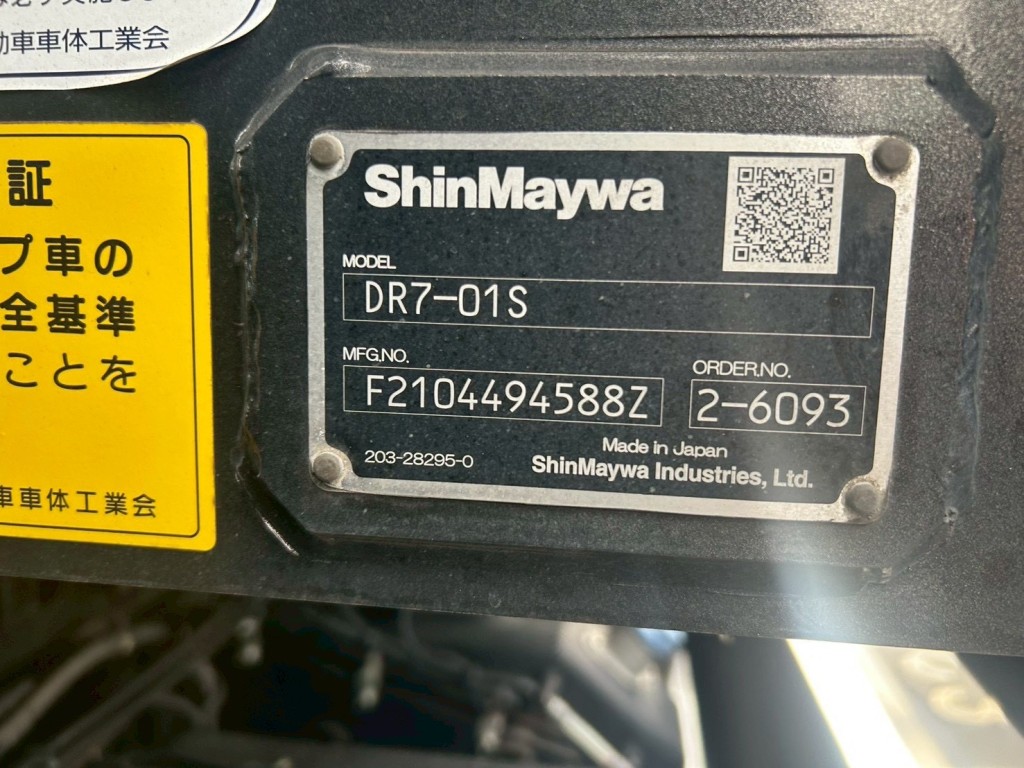 動車車体工業会
証
プ車の
全基準
ことを
車車体工業会
ShinMaywa
MODEL
DR7-01S
MFG.NO.
F2104494588Z
ORDER.NO.
2-6093
203-28295-0
Made in Japan
ShinMaywa Industries, Ltd.